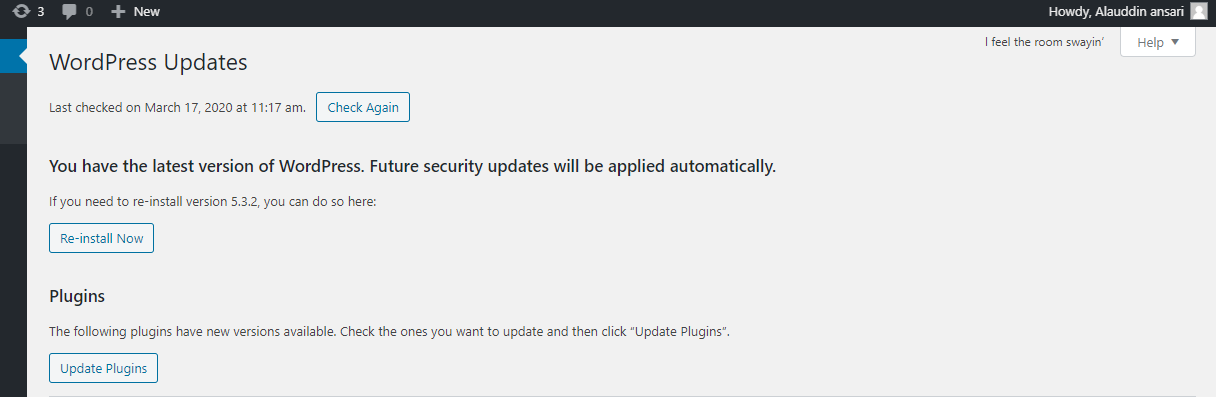 3 0 New Howdy, Alauddin ansari
I feel the room swayin’ Help
WordPress Updates
Last checked on March 17, 2020 at 11:17 am. Check Again
You have the latest version of WordPress. Future security updates will be applied automatically.
If you need to re-install version 5.3.2, you can do so here:
Re-install Now
Plugins
The following plugins have new versions available. Check the ones you want to update and then click “Update Plugins”.
Update Plugins